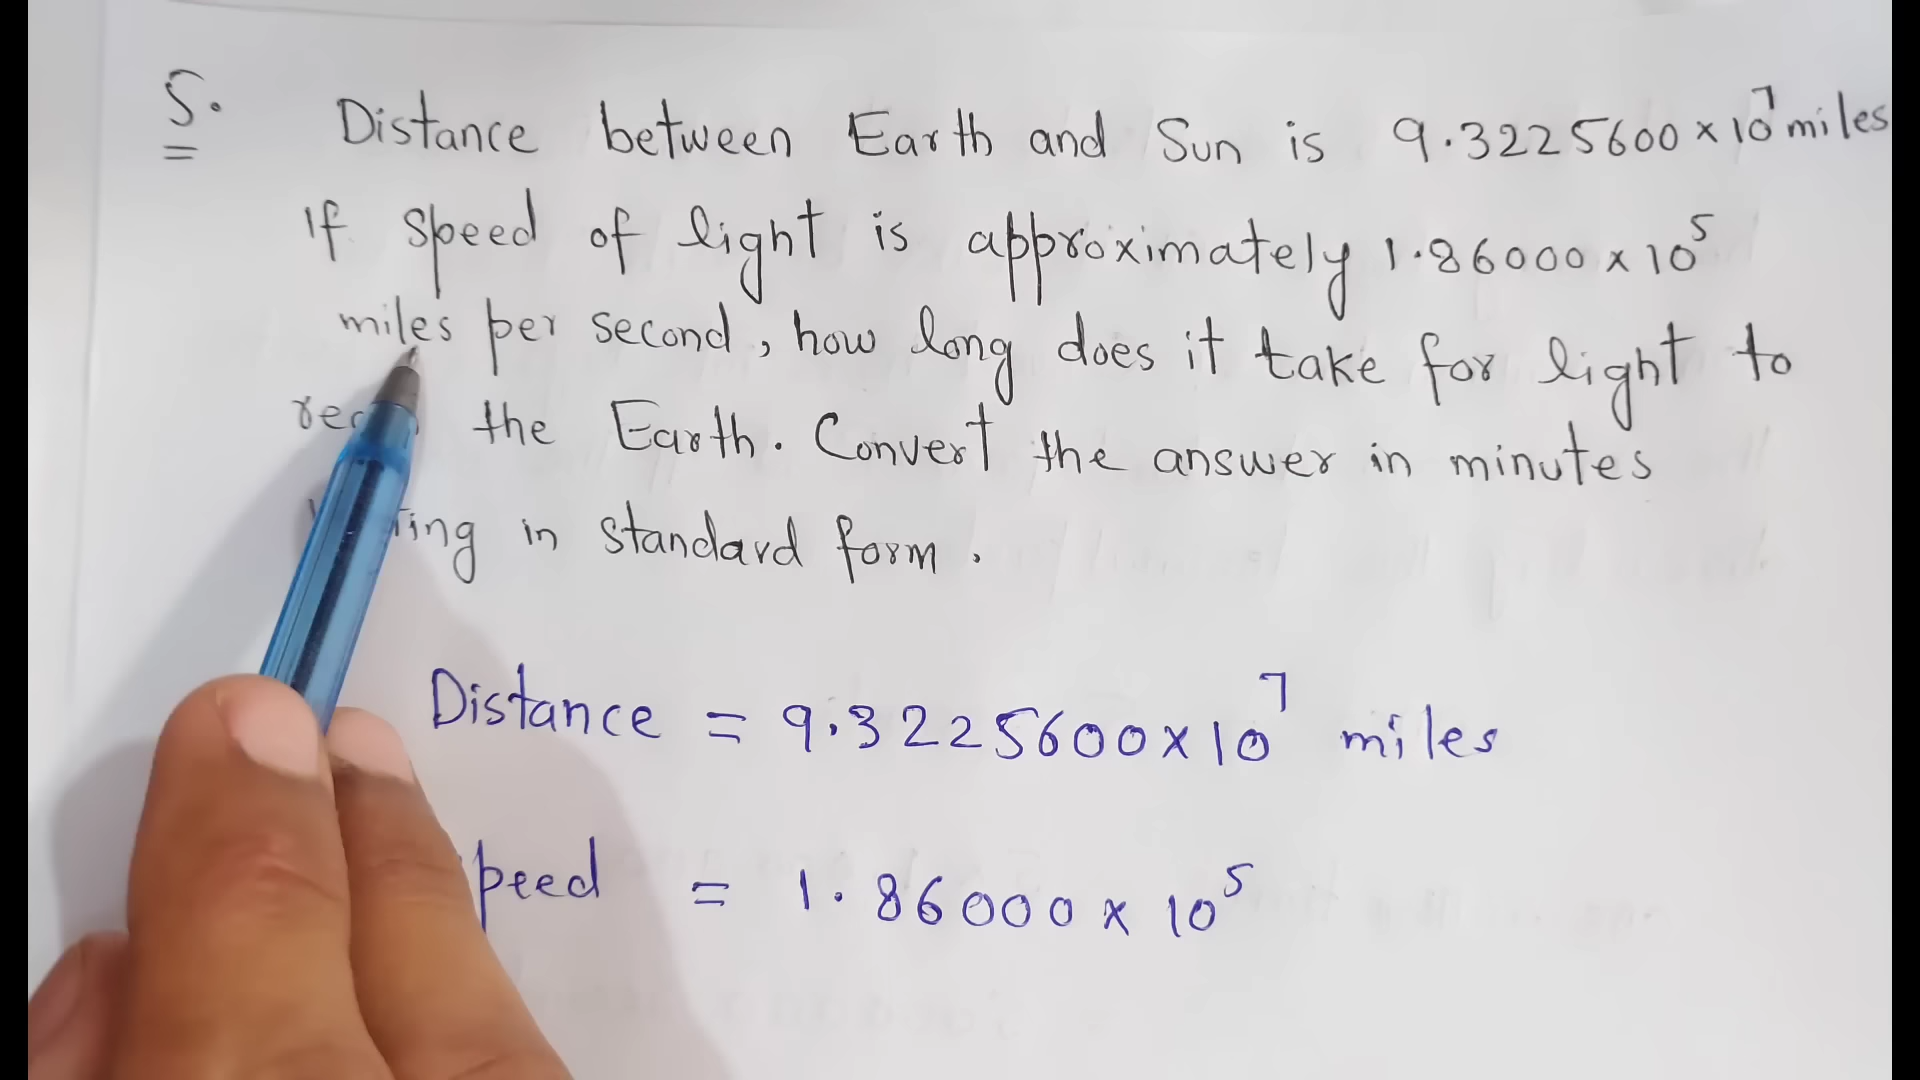 5. Distance between Earth and Sun is 9.3225600 x 10⁷ miles
If speed of light is approximately 1.86000 x 10⁵
miles per second, how long does it take for light to
the Earth. Convert the answer in minutes
in standard form.
Distance = 9.3225600 x 10⁷ miles
= 1.86000 x 10⁵